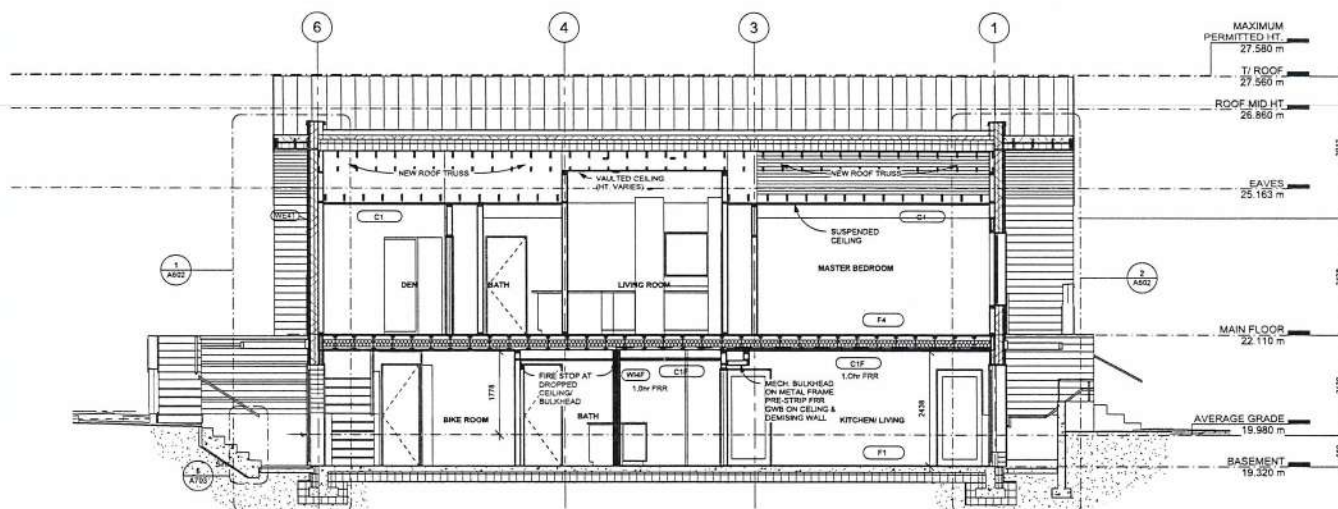 6
4
3
1
MAXIMUM
PERMITTED HT.
27.580 m
T/ ROOF
27.560 m
ROOF MID HT
26.860 m
EAVES
25.163 m
NEW ROOF TRUSS
VAULTED CEILING
(HT. VARIES)
NEW ROOF TRUSS
WE41
C1
C1
SUSPENDED
CEILING
1
A602
2
A602
DEN
BATH
LIVING ROOM
MASTER BEDROOM
F4
MAIN FLOOR
22.110 m
1778
FIRE STOP AT
DROPPED
CEILING/
BULKHEAD
WI4F
1.0hr FRR
C1F
MECH. BULKHEAD
ON METAL FRAME
PRE-STRIP FRR
GWB ON CEILING &
DEMISING WALL
C1F
1.0hr FRR
2438
BIKE ROOM
BATH
KITCHEN/ LIVING
F1
AVERAGE GRADE
19.980 m
BASEMENT
19.320 m
A703